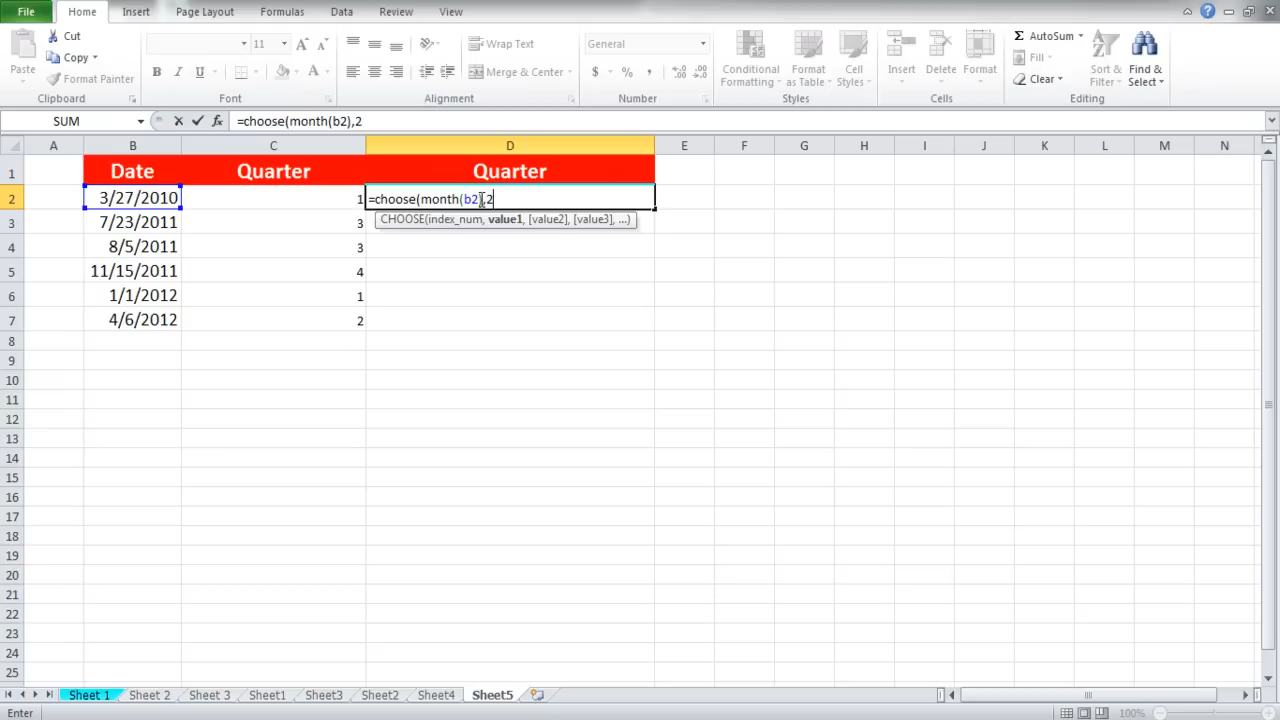 File Home Insert Page Layout Formulas Data Review View
Cut
Copy
Format Painter
Paste
Clipboard
11
Font
Wrap Text
Merge & Center
Alignment
General
Number
Conditional Formatting
Format as Table
Cell Styles
Styles
Insert Delete Format
Cells
AutoSum
Fill
Clear
Sort & Filter
Find & Select
Editing
SUM =choose(month(b2),2
A B C D E F G H I J K L M N
1 Date Quarter Quarter
2 3/27/2010 1 =choose(month(b2),2
CHOOSE(index_num, value1, [value2], [value3], ...)
3 7/23/2011 3
4 8/5/2011 3
5 11/15/2011 4
6 1/1/2012 1
7 4/6/2012 2
8
9
10
11
12
13
14
15
16
17
18
19
20
21
22
23
24
25
Sheet 1 Sheet 2 Sheet 3 Sheet1 Sheet3 Sheet2 Sheet4 Sheet5
Enter 100%